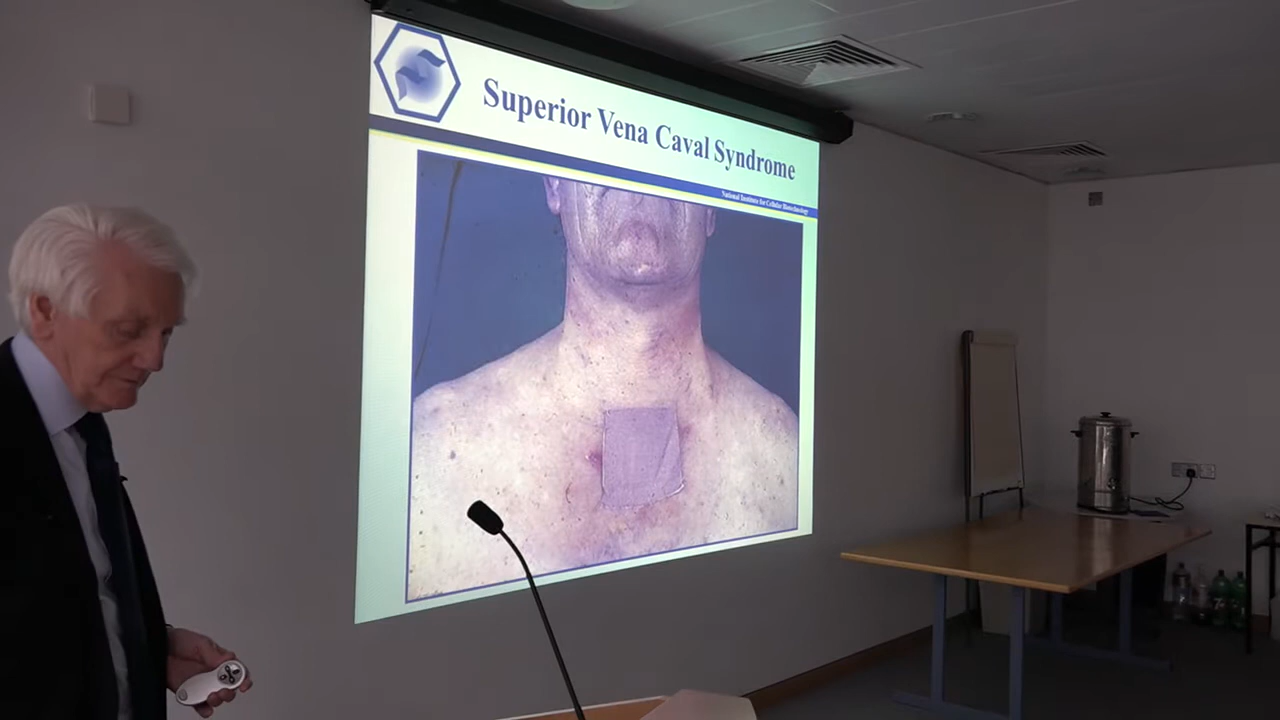 Superior Vena Caval Syndrome
National Institute for Cellular Biotechnology